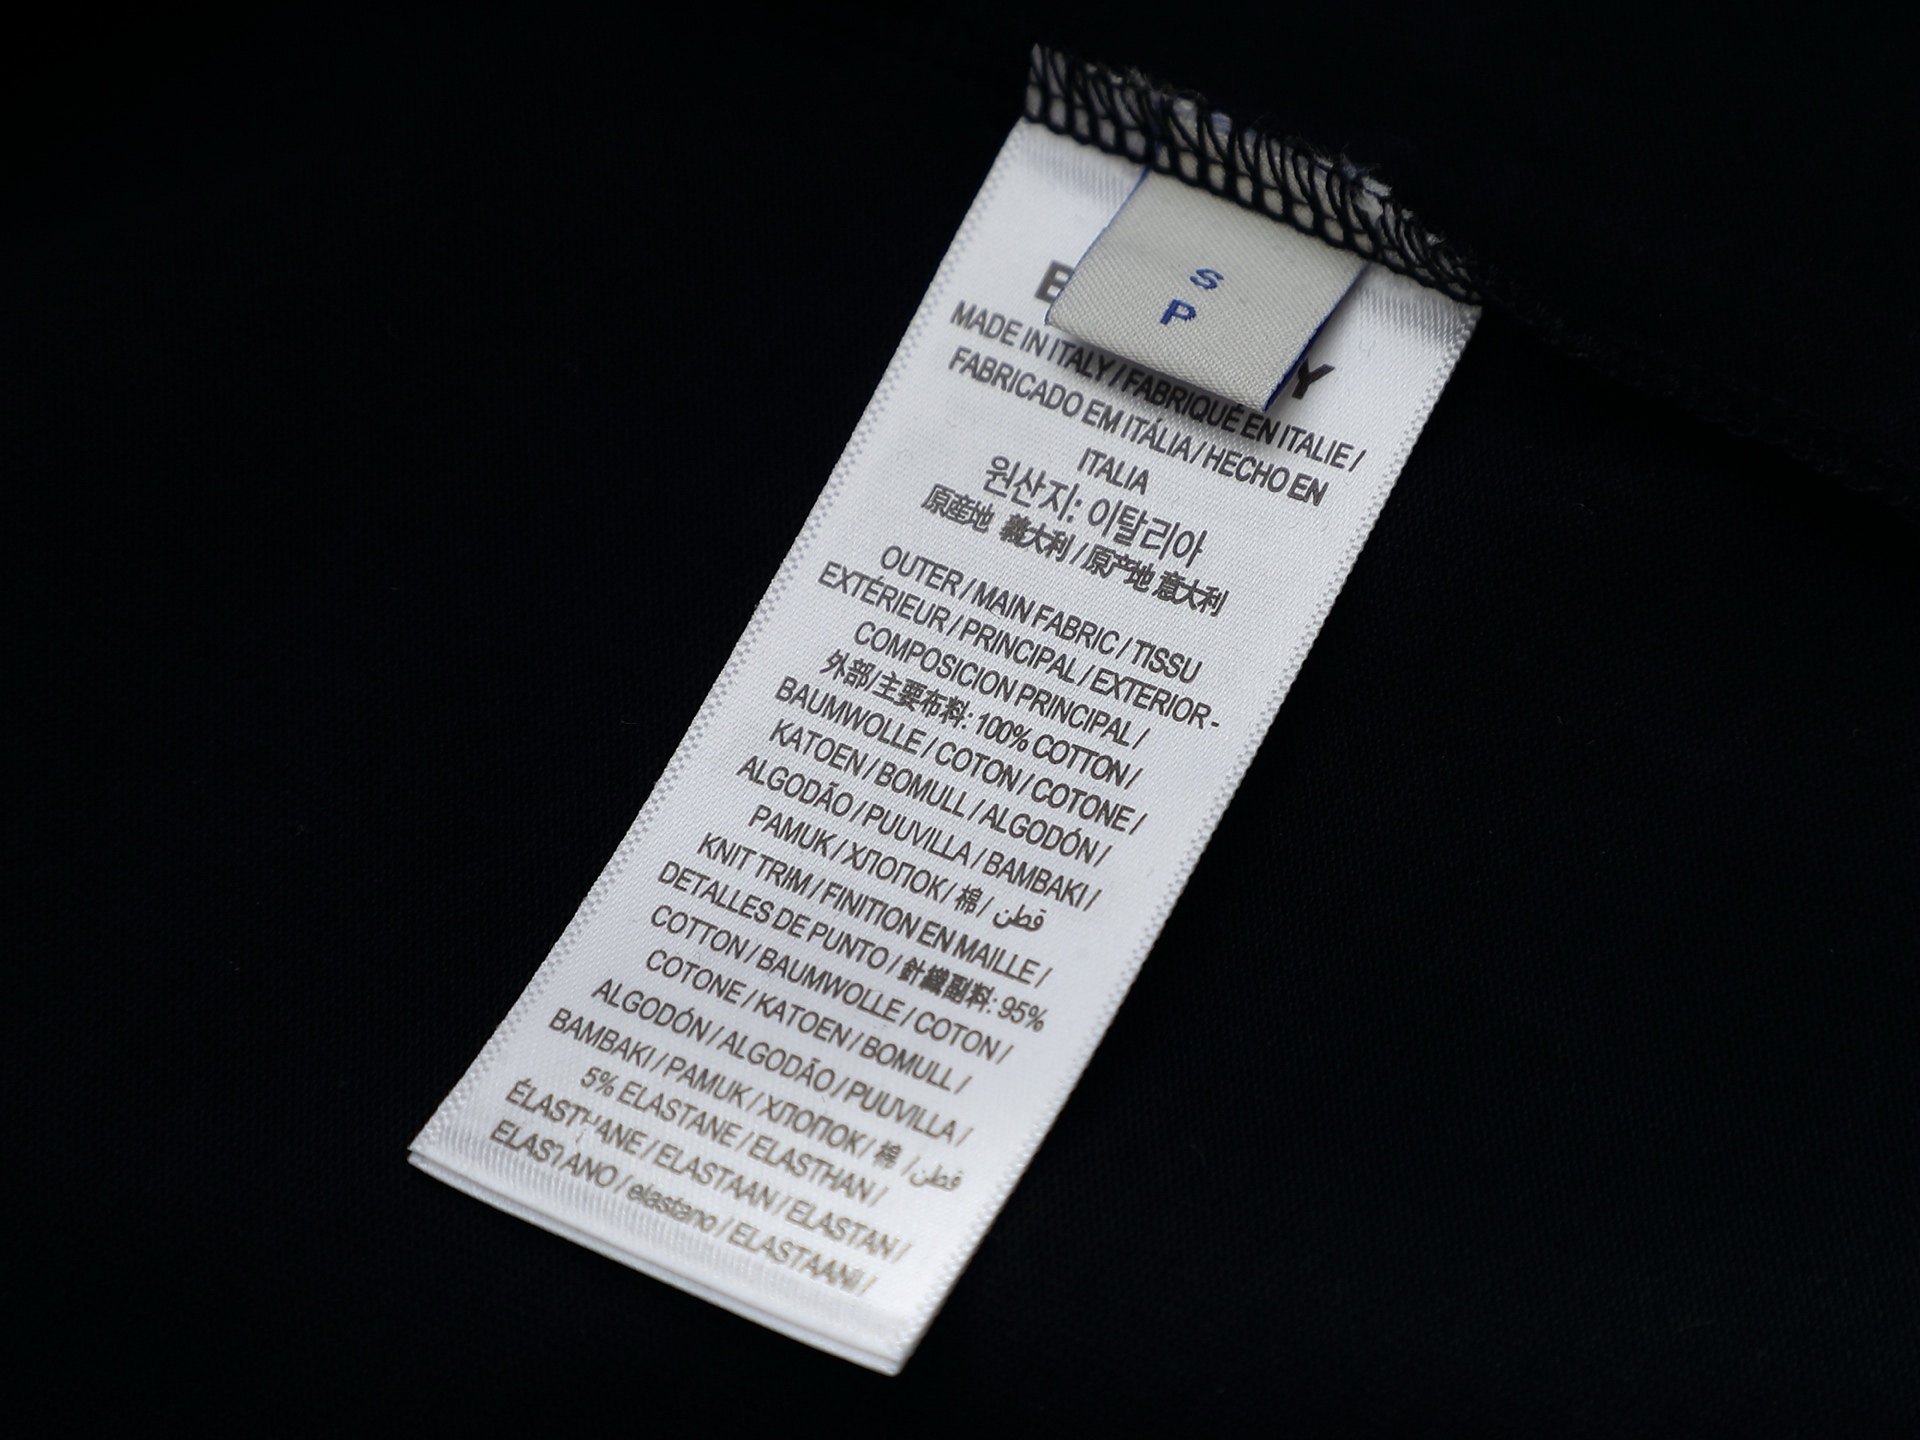 S
P
MADE IN ITALY / FABRIQUÉ EN ITALIE /
FABRICADO EM ITÁLIA / HECHO EN
ITALIA
원산지: 이탈리아
原産地 義大利 / 原产地 意大利
OUTER / MAIN FABRIC / TISSU
EXTÉRIEUR / PRINCIPAL / EXTERIOR -
COMPOSICION PRINCIPAL /
外部/主要布料: 100% COTTON /
BAUMWOLLE / COTON / COTONE /
KATOEN / BOMULL / ALGODÓN /
ALGODÃO / PUUVILLA / BAMBAKI /
PAMUK / ХЛОПОК / 棉 / قطن
KNIT TRIM / FINITION EN MAILLE /
DETALLES DE PUNTO / 針織副料: 95%
COTTON / BAUMWOLLE / COTON /
COTONE / KATOEN / BOMULL /
ALGODÓN / ALGODÃO / PUUVILLA /
BAMBAKI / PAMUK / ХЛОПОК / 棉 / قطن
5% ELASTANE / ELASTHAN /
ÉLASTHANE / ELASTAAN / ELASTAN /
ELASTANO / elastano / ELASTAANI /